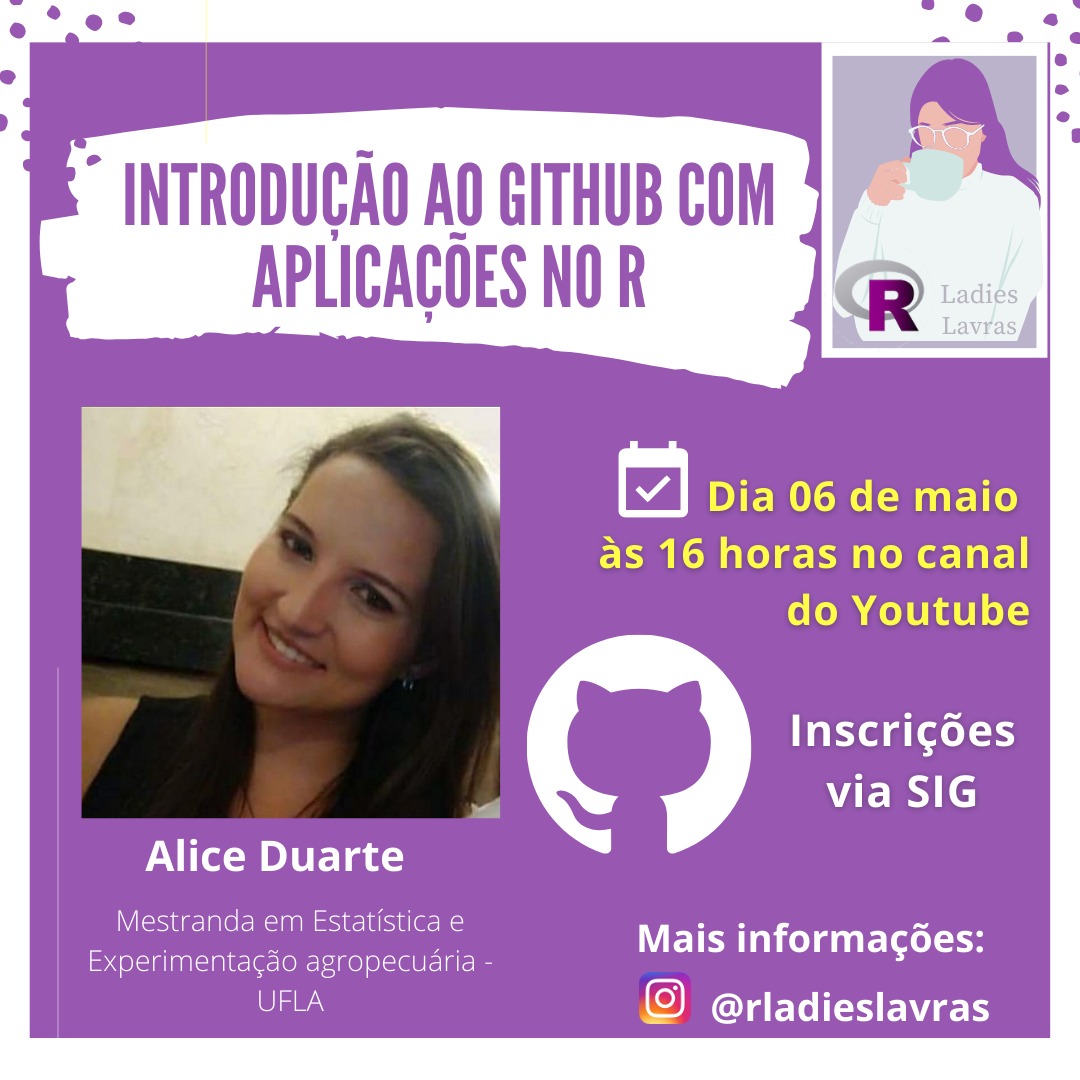 INTRODUÇÃO AO GITHUB COM
APLICAÇÕES NO R
R
Ladies
Lavras
Dia 06 de maio
às 16 horas no canal
do Youtube
Inscrições
via SIG
Alice Duarte
Mestranda em Estatística e
Experimentação agropecuária -
UFLA
Mais informações:
@rladieslavras